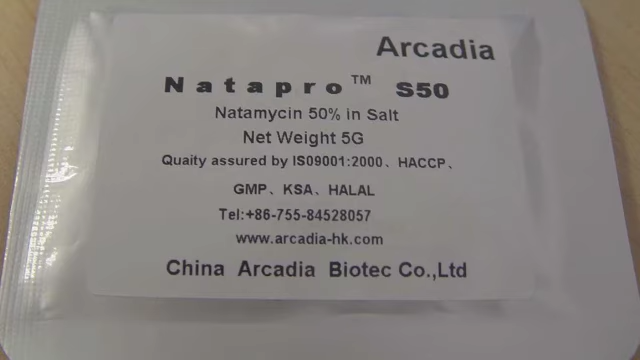 Arcadia
Natapro™ S50
Natamycin 50% in Salt
Net Weight 5G
Quaity assured by IS09001:2000、HACCP、
GMP、KSA、HALAL
Tel:+86-755-84528057
www.arcadia-hk.com
China Arcadia Biotec Co.,Ltd